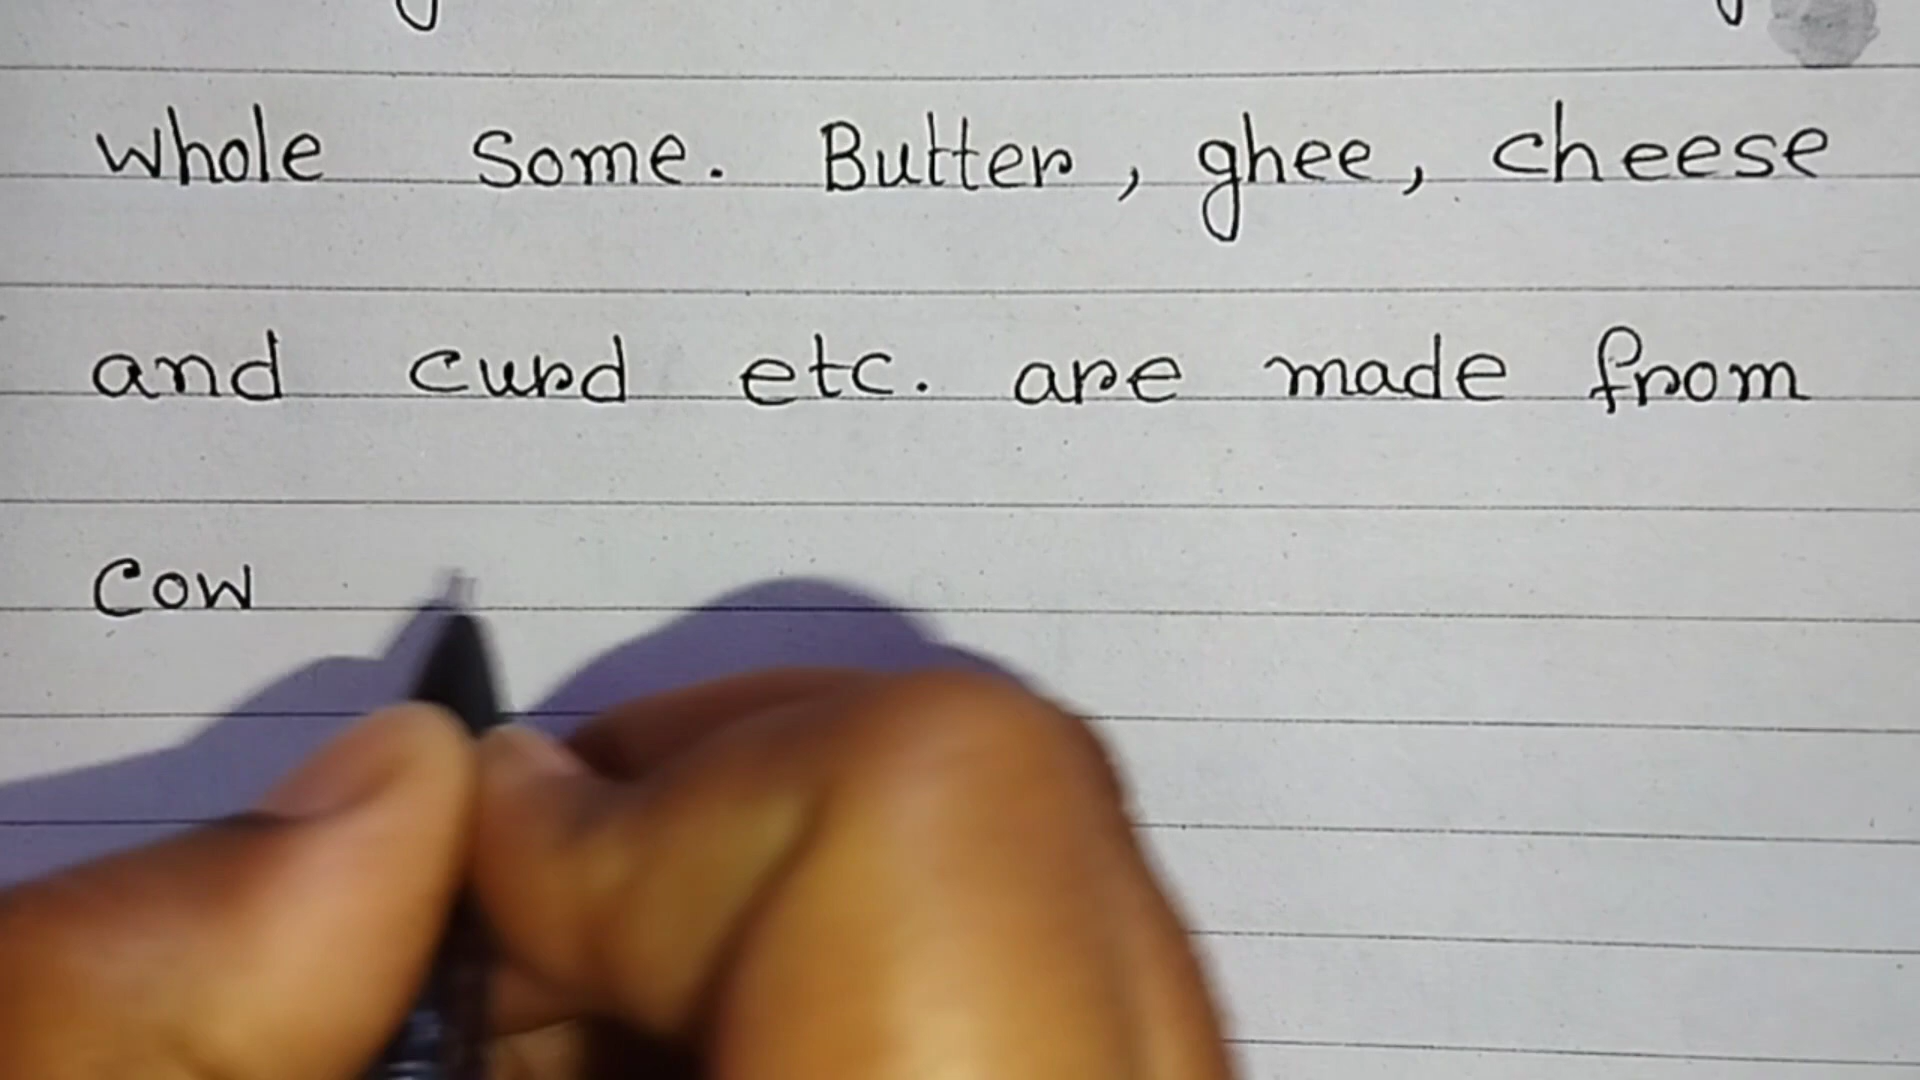 whole some. Butter, ghee, cheese
and curd etc. are made from
cow